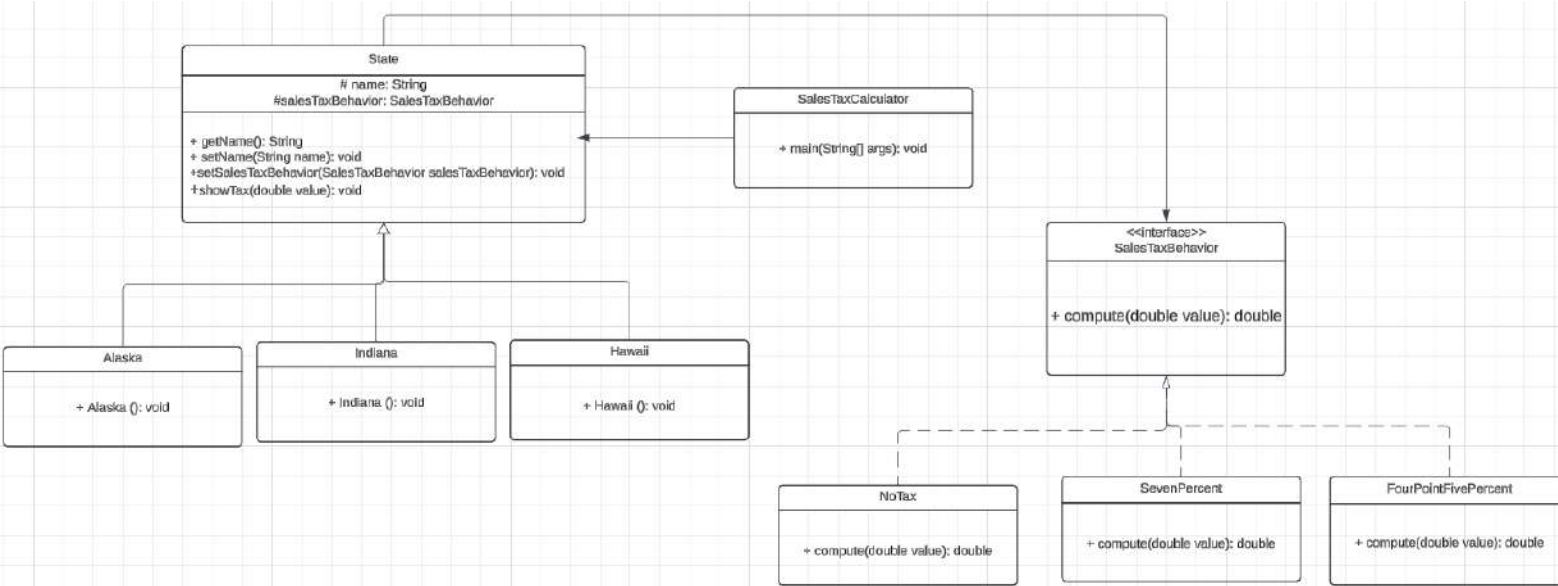 State
# name: String
#salesTaxBehavior: SalesTaxBehavior
+ getName(): String
+ setName(String name): void
+setSalesTaxBehavior(SalesTaxBehavior salesTaxBehavior): void
+showTax(double value): void
SalesTaxCalculator
+ main(String[] args): void
<<interface>>
SalesTaxBehavior
+ compute(double value): double
Alaska
+ Alaska (): void
Indiana
+ Indiana (): void
Hawaii
+ Hawaii (): void
NoTax
+ compute(double value): double
SevenPercent
+ compute(double value): double
FourPointFivePercent
+ compute(double value): double